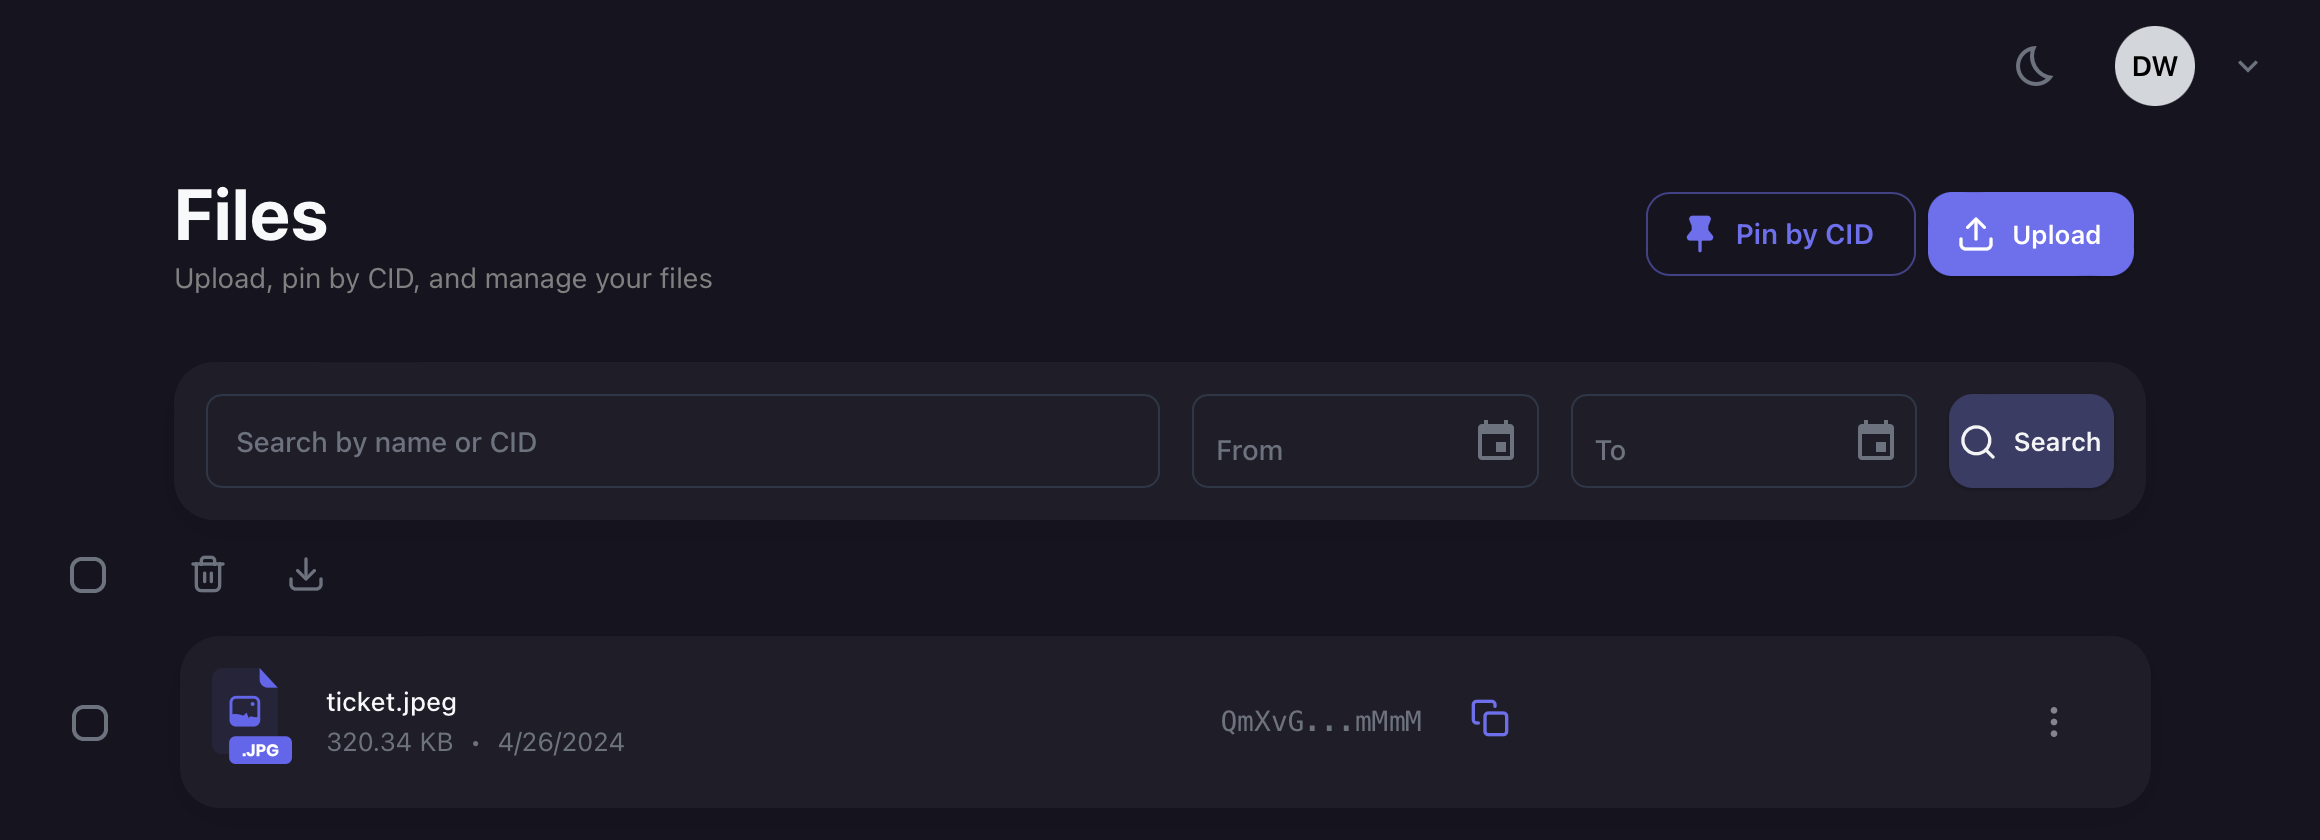 DW
Files
Upload, pin by CID, and manage your files
Pin by CID
Upload
Search by name or CID
From
To
Search
.JPG
ticket.jpeg
320.34 KB • 4/26/2024
QmXvG...mMmM